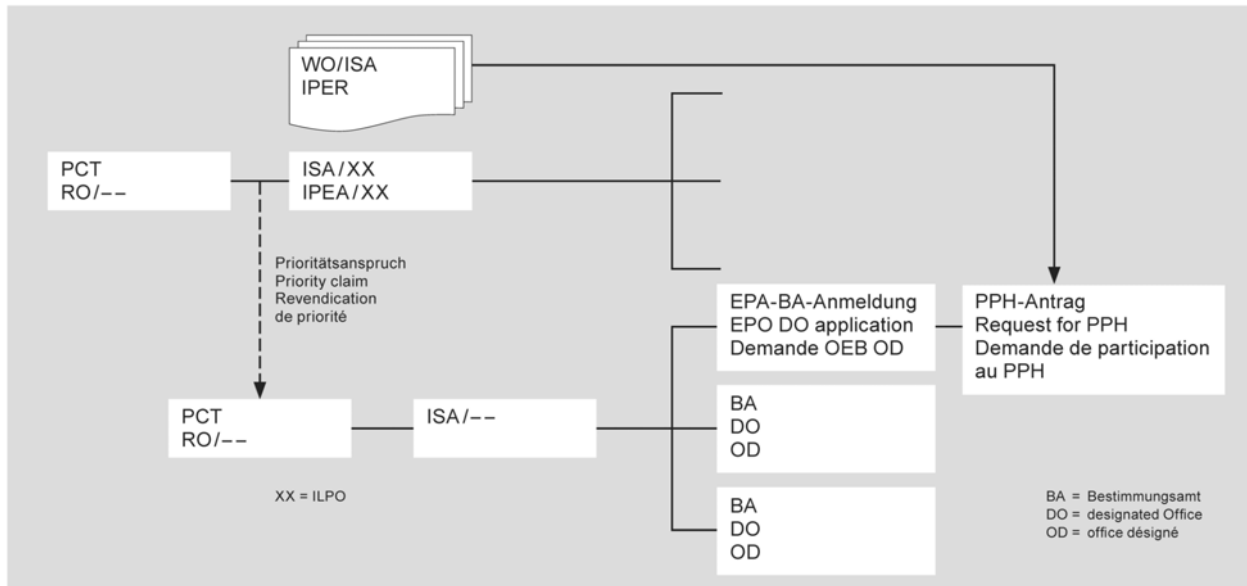 WO/ISA
IPER
PCT
RO/--
ISA/XX
IPEA/XX
Prioritätsanspruch
Priority claim
Revendication
de priorité
EPA-BA-Anmeldung
EPO DO application
Demande OEB OD
PPH-Antrag
Request for PPH
Demande de participation
au PPH
PCT
RO/--
ISA/--
BA
DO
OD
XX = ILPO
BA
DO
OD
BA = Bestimmungsamt
DO = designated Office
OD = office désigné